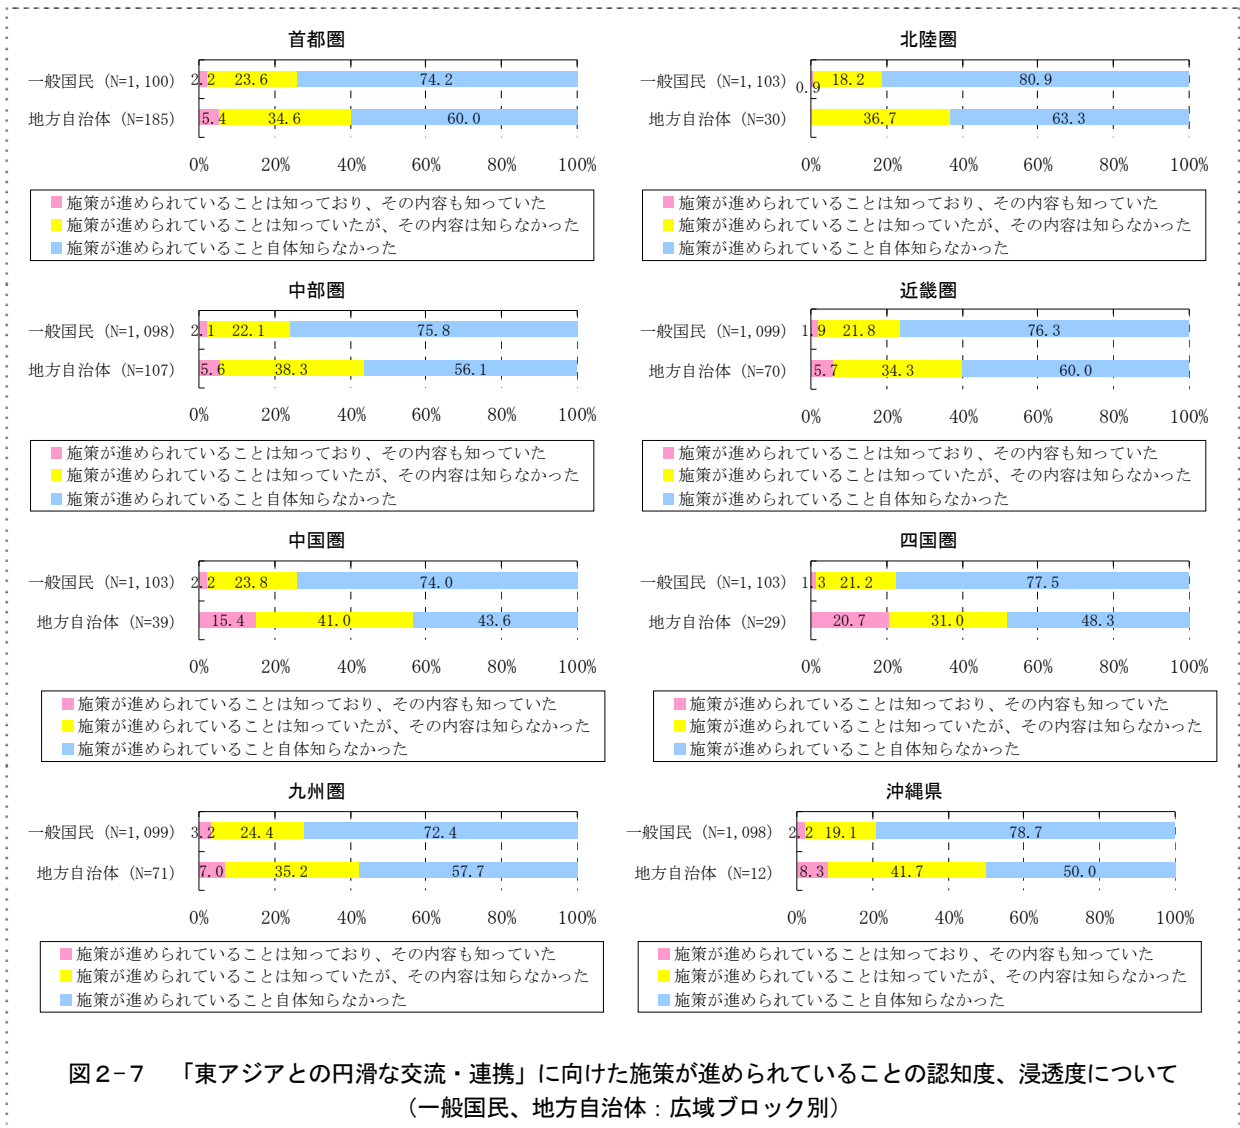 首都圏
一般国民 (N=1,100) 2.2 23.6 74.2
地方自治体 (N=185) 5.4 34.6 60.0
0% 20% 40% 60% 80% 100%
施策が進められていることは知っており、その内容も知っていた
施策が進められていることは知っていたが、その内容は知らなかった
施策が進められていること自体知らなかった
北陸圏
一般国民 (N=1,103) 0.9 18.2 80.9
地方自治体 (N=30) 36.7 63.3
0% 20% 40% 60% 80% 100%
施策が進められていることは知っており、その内容も知っていた
施策が進められていることは知っていたが、その内容は知らなかった
施策が進められていること自体知らなかった
中部圏
一般国民 (N=1,098) 2.1 22.1 75.8
地方自治体 (N=107) 5.6 38.3 56.1
0% 20% 40% 60% 80% 100%
施策が進められていることは知っており、その内容も知っていた
施策が進められていることは知っていたが、その内容は知らなかった
施策が進められていること自体知らなかった
近畿圏
一般国民 (N=1,099) 1.9 21.8 76.3
地方自治体 (N=70) 5.7 34.3 60.0
0% 20% 40% 60% 80% 100%
施策が進められていることは知っており、その内容も知っていた
施策が進められていることは知っていたが、その内容は知らなかった
施策が進められていること自体知らなかった
中国圏
一般国民 (N=1,103) 2.2 23.8 74.0
地方自治体 (N=39) 15.4 41.0 43.6
0% 20% 40% 60% 80% 100%
施策が進められていることは知っており、その内容も知っていた
施策が進められていることは知っていたが、その内容は知らなかった
施策が進められていること自体知らなかった
四国圏
一般国民 (N=1,103) 1.3 21.2 77.5
地方自治体 (N=29) 20.7 31.0 48.3
0% 20% 40% 60% 80% 100%
施策が進められていることは知っており、その内容も知っていた
施策が進められていることは知っていたが、その内容は知らなかった
施策が進められていること自体知らなかった
九州圏
一般国民 (N=1,099) 3.2 24.4 72.4
地方自治体 (N=71) 7.0 35.2 57.7
0% 20% 40% 60% 80% 100%
施策が進められていることは知っており、その内容も知っていた
施策が進められていることは知っていたが、その内容は知らなかった
施策が進められていること自体知らなかった
沖縄県
一般国民 (N=1,098) 2.2 19.1 78.7
地方自治体 (N=12) 8.3 41.7 50.0
0% 20% 40% 60% 80% 100%
施策が進められていることは知っており、その内容も知っていた
施策が進められていることは知っていたが、その内容は知らなかった
施策が進められていること自体知らなかった
図2-7 「東アジアとの円滑な交流・連携」に向けた施策が進められていることの認知度、浸透度について
(一般国民、地方自治体:広域ブロック別)